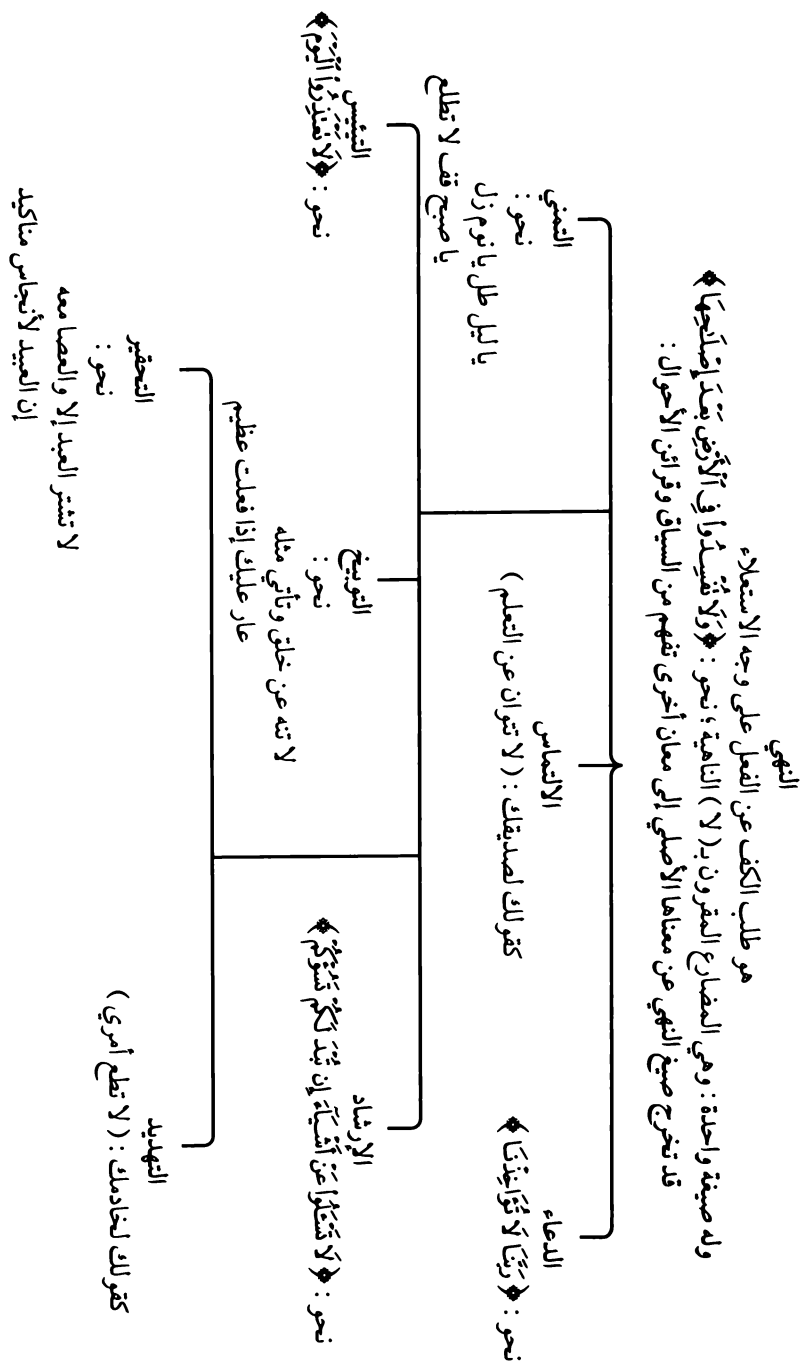 النهي
هو طلب الكف عن الفعل على وجه الاستعلاء
وله صيغة واحدة : وهي المضارع المقرون بـ( لا ) الناهية ؛ نحو : ﴿وَلَا نُفْسِدُوا فِي الْأَرْضِ بَعْدَ إِصْلَاحِهَا﴾
قد تخرج صيغ النهي عن معناها الأصلي إلى معان أخرى تفهم من السياق وقرائن الأحوال :
الدعاء
نحو : ﴿رَبَّنَا لَا تُؤَاخِذْنَا﴾
الالتماس
كقولك لصديقك : ( لا تتوان عن التعلم )
التمني
نحو :
يا ليل طل يا نوم زل
يا صبح قف لا تطلع
الإرشاد
نحو : ﴿لَا تَسْـَٔلُوا عَنْ أَشْيَاءَ إِن تُبْدَ لَكُمْ تَسُؤْكُمْ﴾
التوبيخ
نحو :
لا تنه عن خلق وتأتي مثله
عار عليك إذا فعلت عظيم
التيئيس
نحو : ﴿لَا تَعْتَذِرُوا الْيَوْمَ﴾
التهديد
كقولك لخادمك : ( لا تطع أمري )
التحقير
نحو :
لا تشتر العبد إلا والعصا معه
إن العبيد لأنجاس مناكيد